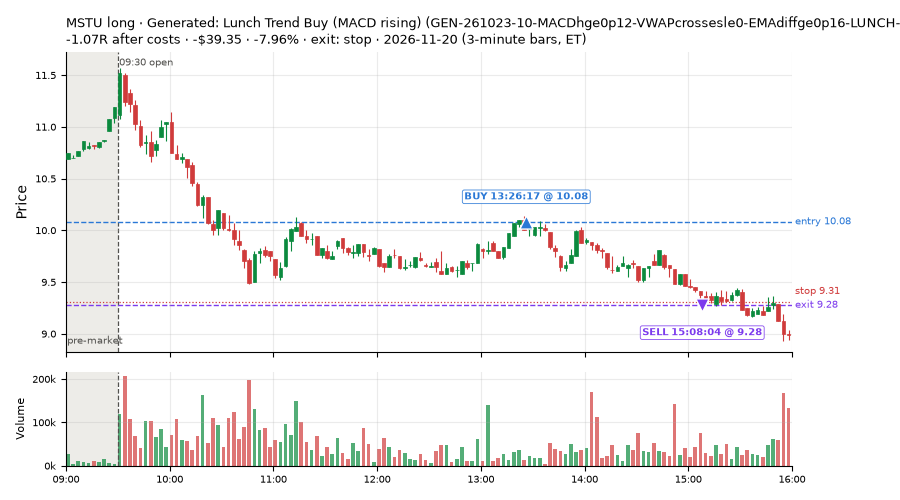 MSTU long · Generated: Lunch Trend Buy (MACD rising) (GEN-261023-10-MACDhge0p12-VWAPcrossesle0-EMAdiffge0p16-LUNCH-
-1.07R after costs · -$39.35 · -7.96% · exit: stop · 2026-11-20 (3-minute bars, ET)
09:30 open
11.5
11.0
10.5
10.0
9.5
9.0
Price
BUY 13:26:17 @ 10.08
entry 10.08
stop 9.31
exit 9.28
SELL 15:08:04 @ 9.28
pre-market
200k
100k
0k
Volume
09:00
10:00
11:00
12:00
13:00
14:00
15:00
16:00